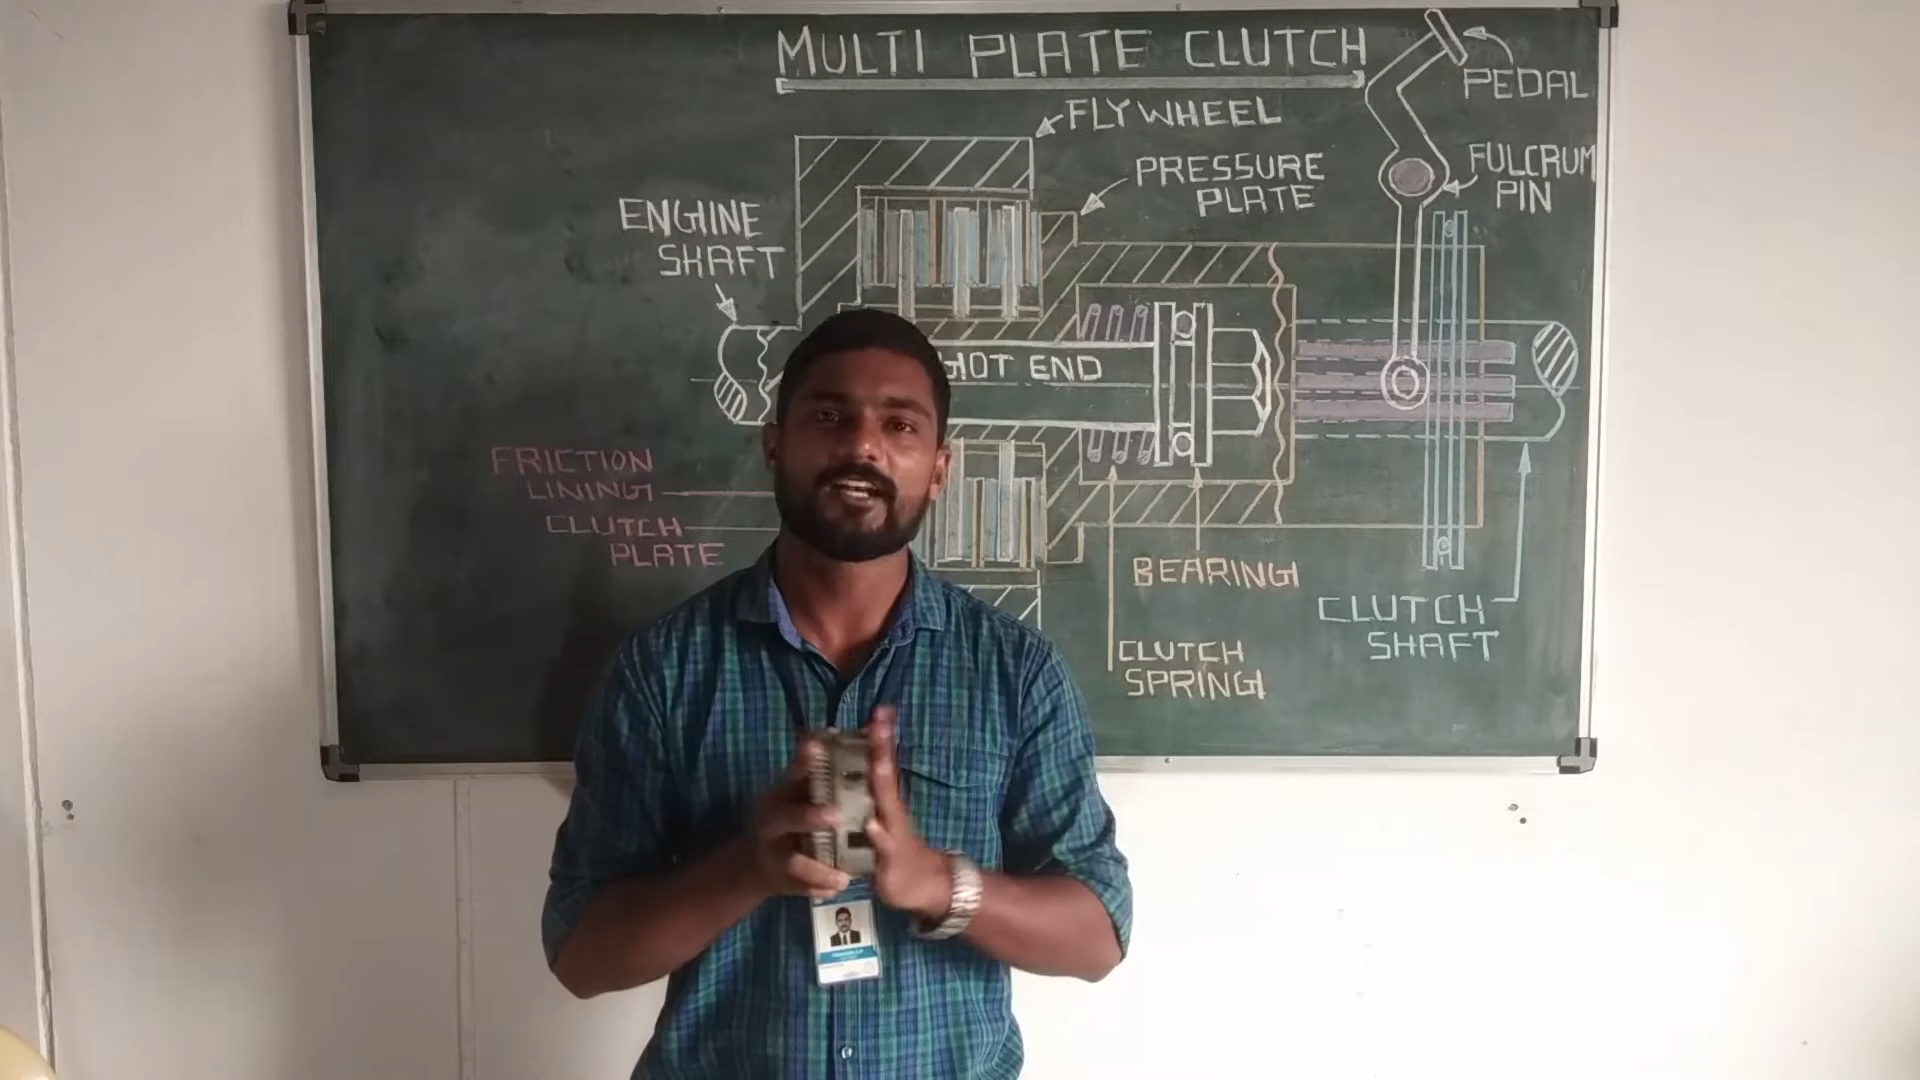 MULTI PLATE CLUTCH
PEDAL
FLYWHEEL
PRESSURE
PLATE
FULCRUM
PIN
ENGINE
SHAFT
HOT END
FRICTION
LINING
CLUTCH
PLATE
BEARING
CLUTCH
SHAFT
CLUTCH
SPRING